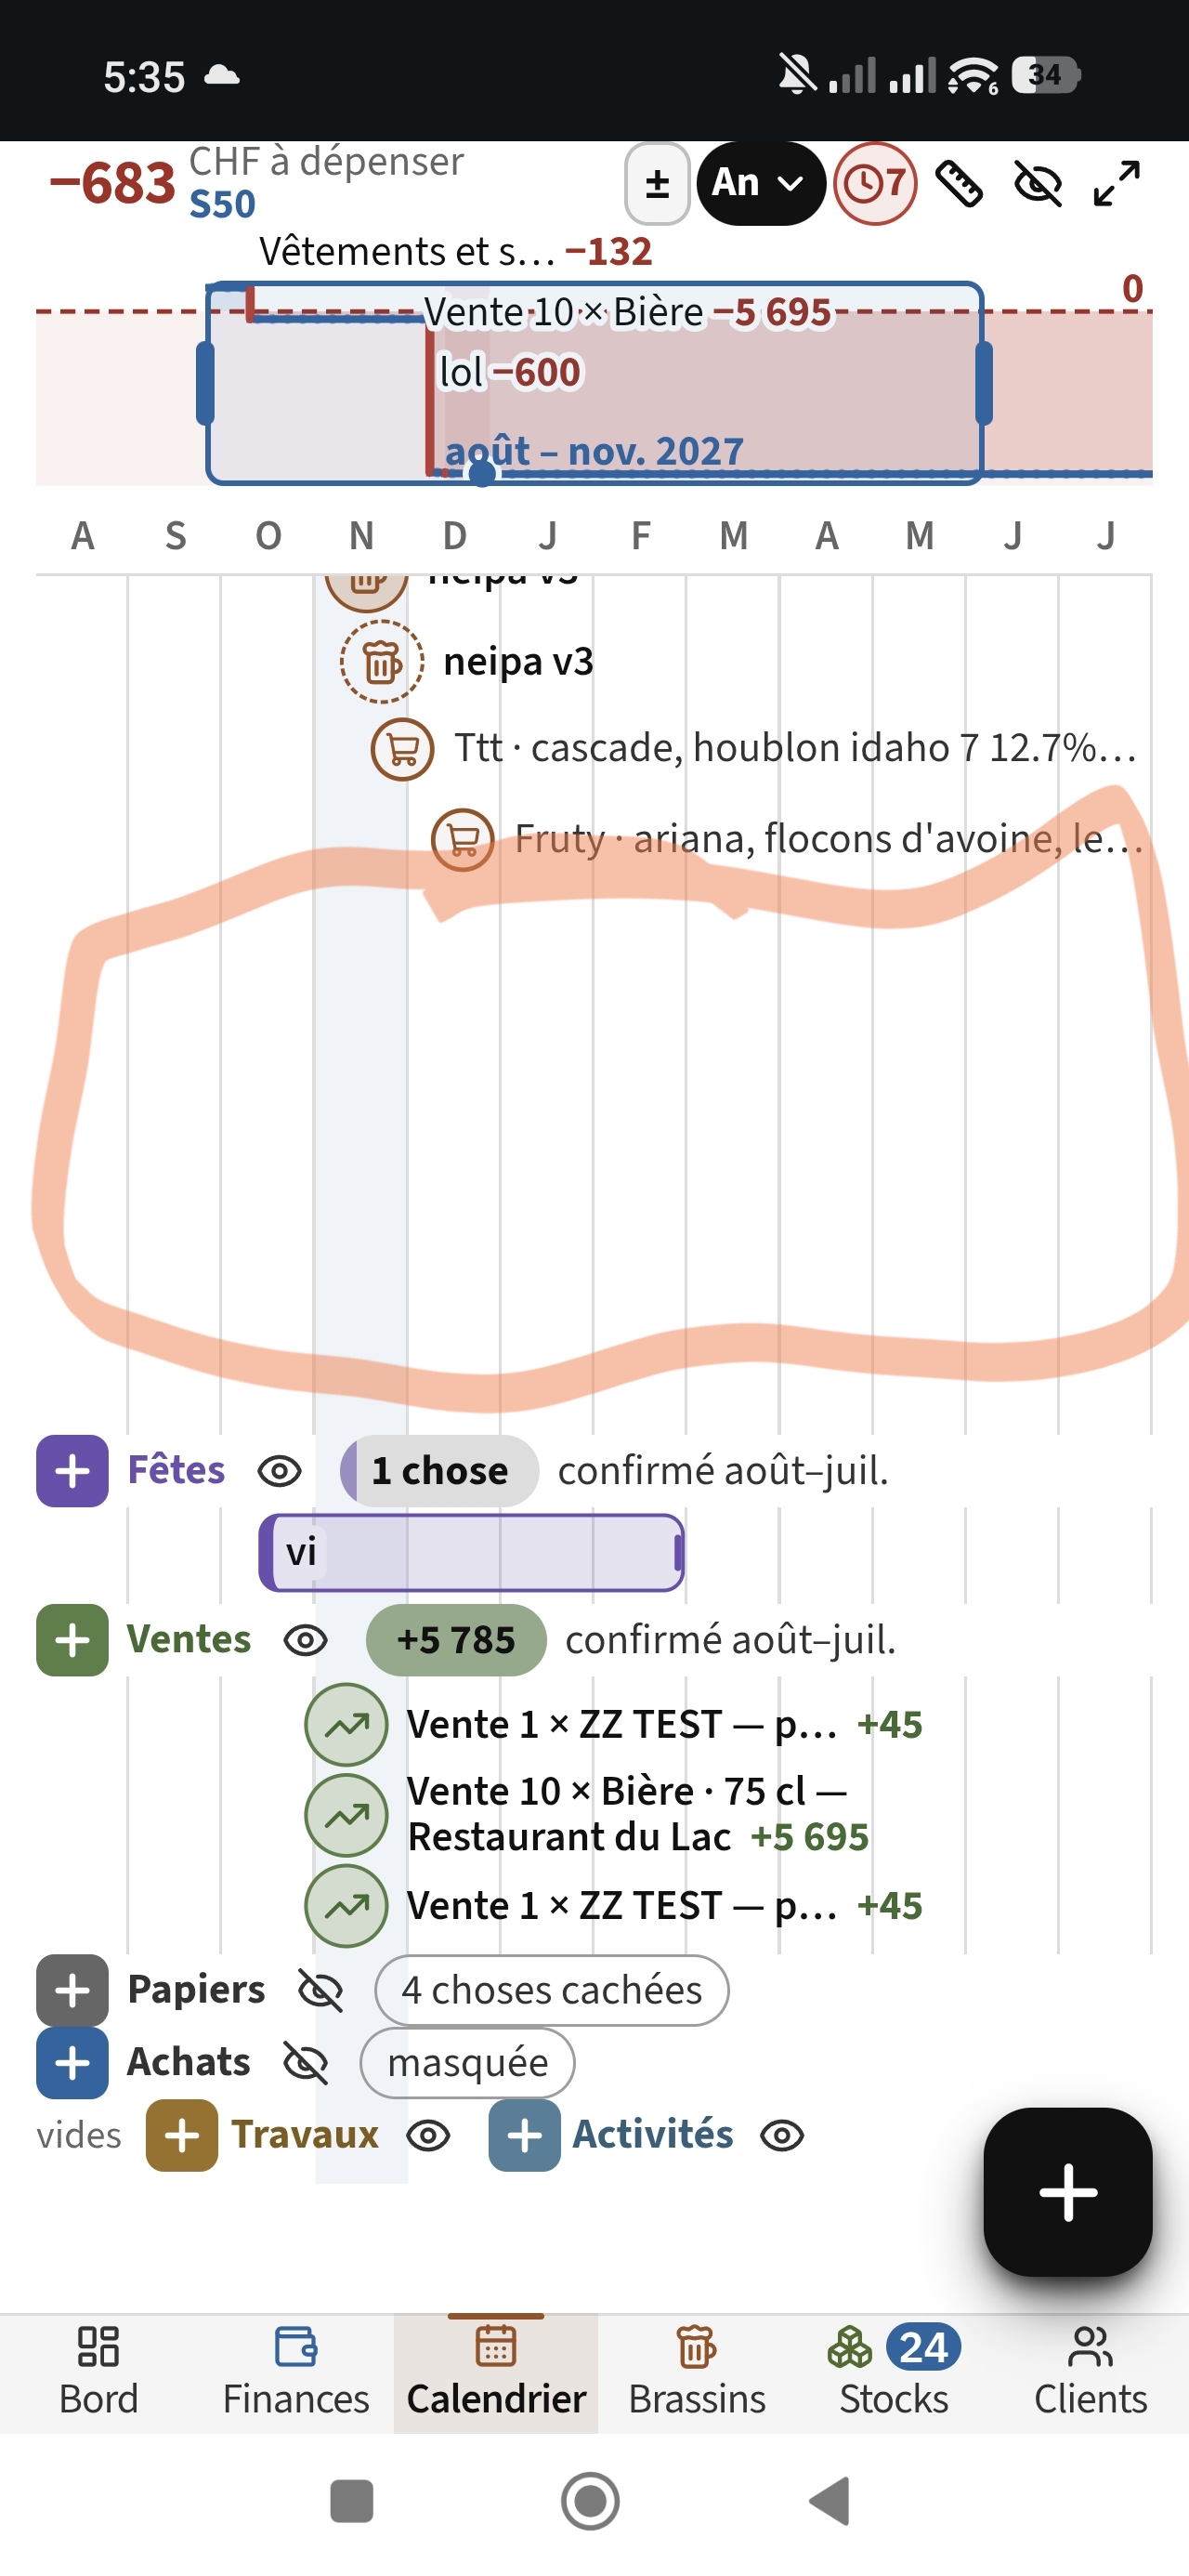 5:35
6
34
−683 CHF à dépenser
S50
±
An
7
Vêtements et s… −132
0
Vente 10 × Bière −5 695
lol −600
août – nov. 2027
A S O N D J F M A M J J
neipa v3
neipa v3
Ttt · cascade, houblon idaho 7 12.7%…
Fruty · ariana, flocons d'avoine, le…
Fêtes 1 chose confirmé août–juil.
vi
Ventes +5 785 confirmé août–juil.
Vente 1 × ZZ TEST — p… +45
Vente 10 × Bière · 75 cl —
Restaurant du Lac +5 695
Vente 1 × ZZ TEST — p… +45
Papiers 4 choses cachées
Achats masquée
vides Travaux Activités
24
Bord Finances Calendrier Brassins Stocks Clients